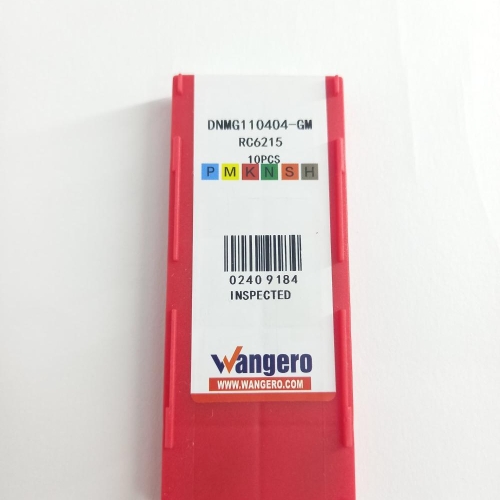 DNMG110404-GM
RC6215
10PCS
P M K N S H
0240 9184
INSPECTED
Wangero
WWW.WANGERO.COM